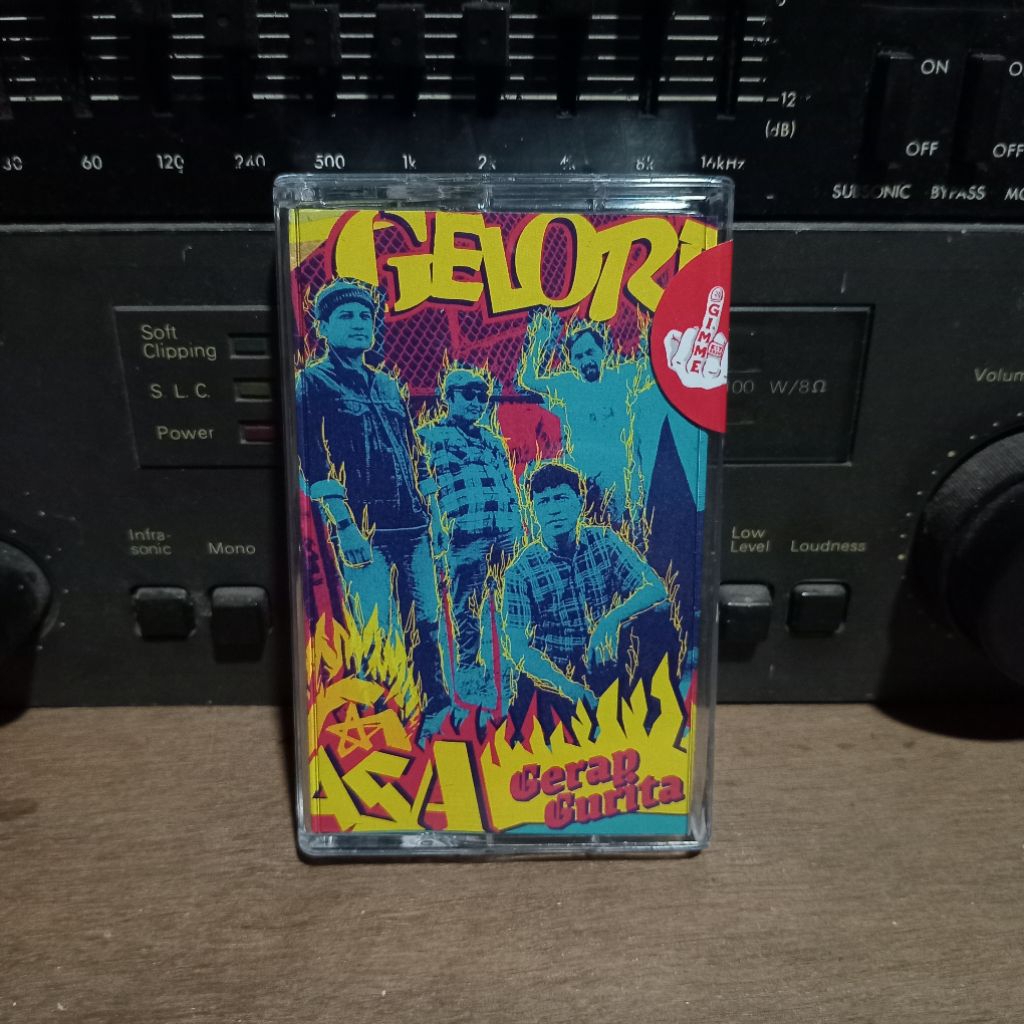 ON
-12
(dB)
OFF
OFF
30 60 120 240 500 1k 2k 4k 8k 16kHz
SUBSONIC BYPASS
GELORA
GIMME
Soft
Clipping
S L.C.
Power
W/8Ω
Infra-
sonic
Mono
Low
Level
Loudness
ASA
Gerap
Gurita